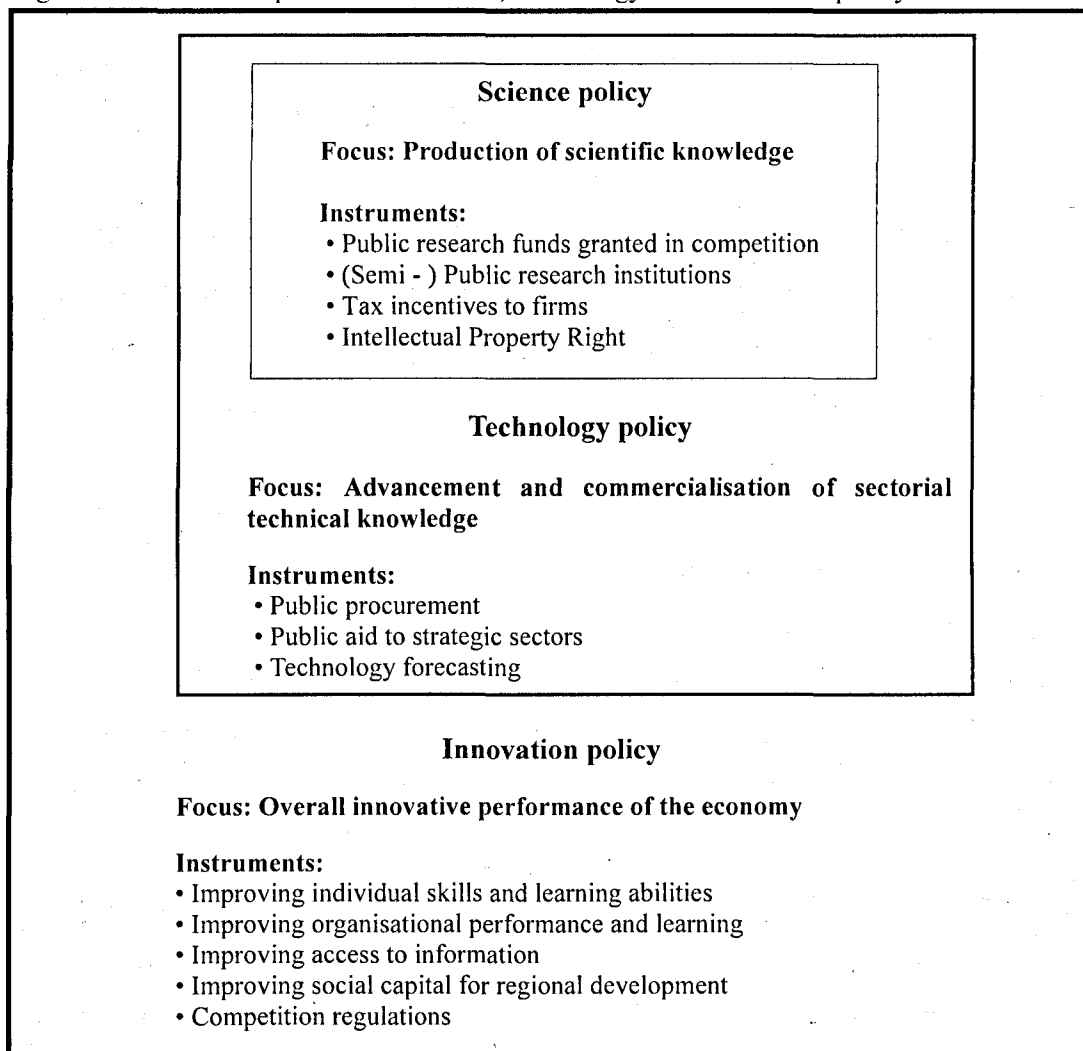 Science policy
Focus: Production of scientific knowledge
Instruments:
• Public research funds granted in competition
• (Semi - ) Public research institutions
• Tax incentives to firms
• Intellectual Property Right
Technology policy
Focus: Advancement and commercialisation of sectorial
technical knowledge
Instruments:
• Public procurement
• Public aid to strategic sectors
• Technology forecasting
Innovation policy
Focus: Overall innovative performance of the economy
Instruments:
• Improving individual skills and learning abilities
• Improving organisational performance and learning
• Improving access to information
• Improving social capital for regional development
• Competition regulations